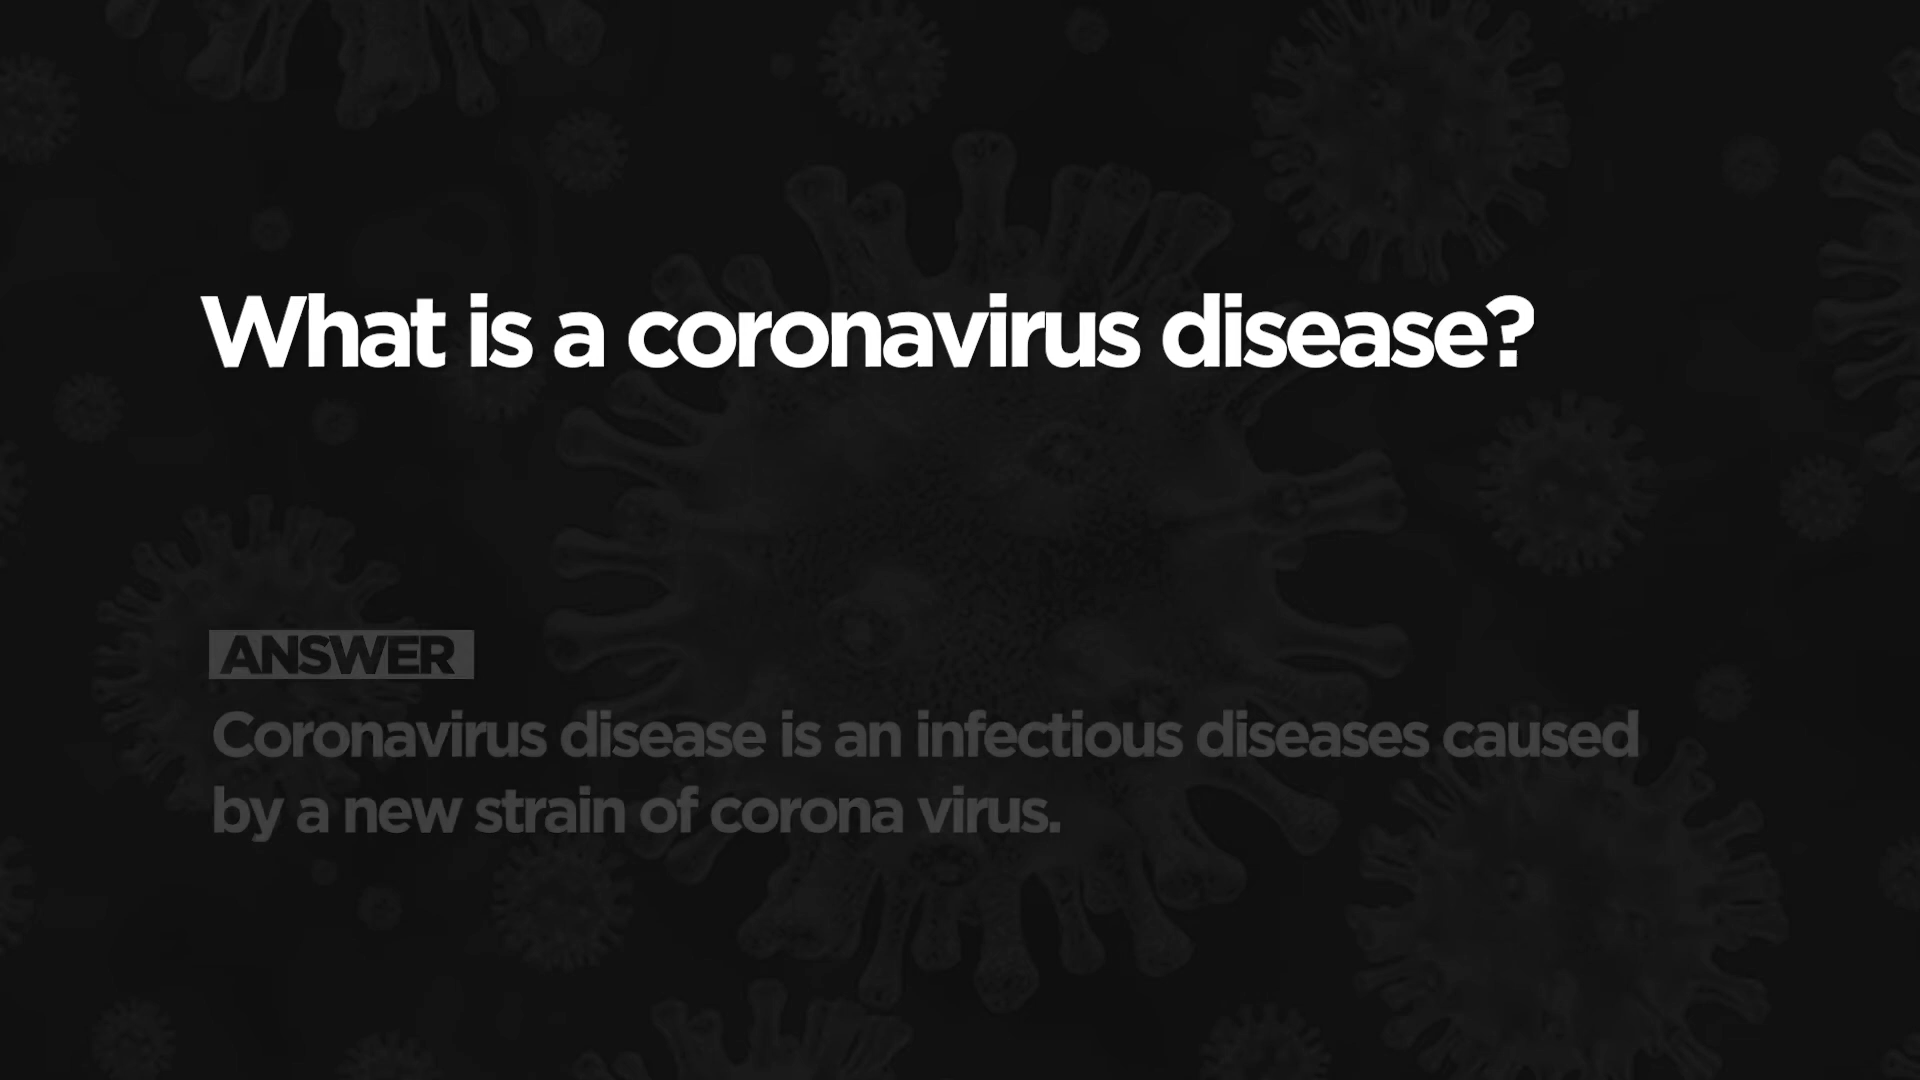 What is a coronavirus disease?
ANSWER
Coronavirus disease is an infectious diseases caused
by a new strain of corona virus.